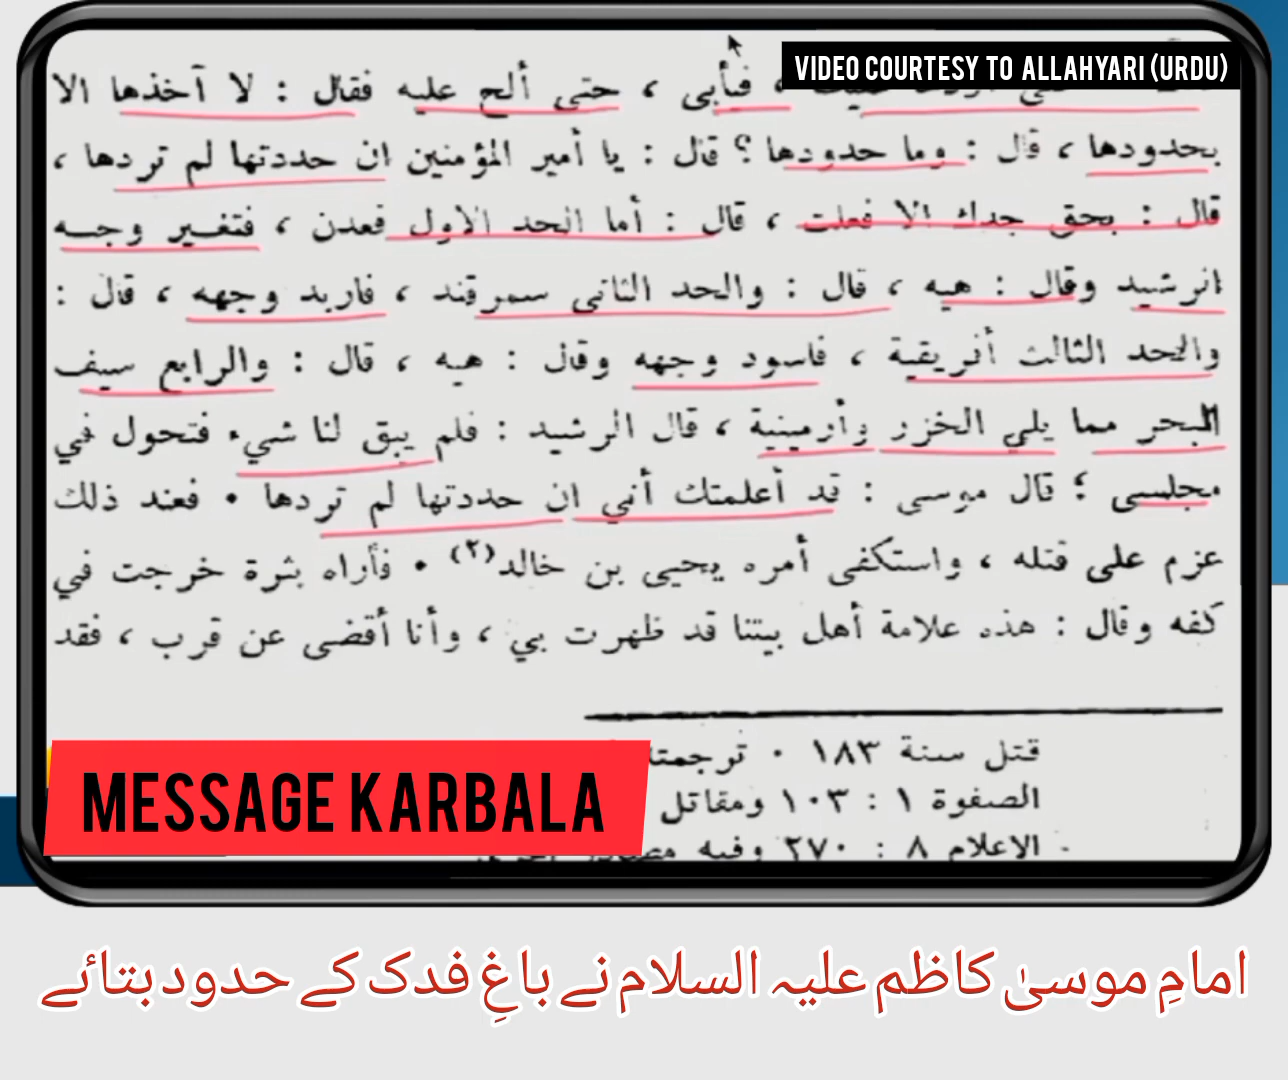 VIDEO COURTESY TO ALLAHYARI (URDU)
، فيأبى ، حتى ألح عليه فقال : لا آخذها الا
بحدودها ، قال : وما حدودها ؟ قال : يا أمير المؤمنين ان حددتها لم تردها ،
قال : بحق جدك الا فعلت ، قال : أما الحد الاول فعدن ، فتغير وجه
الرشيد وقال : هيه ، قال : والحد الثاني سمرقند ، فاربد وجهه ، قال :
والحد الثالث أفريقية ، فاسود وجهه وقال : هيه ، قال : والرابع سيف
البحر مما يلي الخزر وأرمينية ، قال الرشيد : فلم يبق لنا شيء فتحول في
مجلسي ؛ قال موسى : قد أعلمتك أني ان حددتها لم تردها • فعند ذلك
عزم على قتله ، واستكفى أمره يحيى بن خالد(٢) • فأراه بثرة خرجت في
كفه وقال : هذه علامة أهل بيتنا قد ظهرت بي ، وأنا أقضى عن قرب ، فقد
قتل سنة ١٨٣ • ترجمته
الصفوة ١ : ١٠٣ ومقاتل
الاعلام ٨ : ٢٧٠ وفيه
MESSAGE KARBALA
امامِ موسیٰ کاظم علیہ السلام نے باغِ فدک کے حدود بتائے